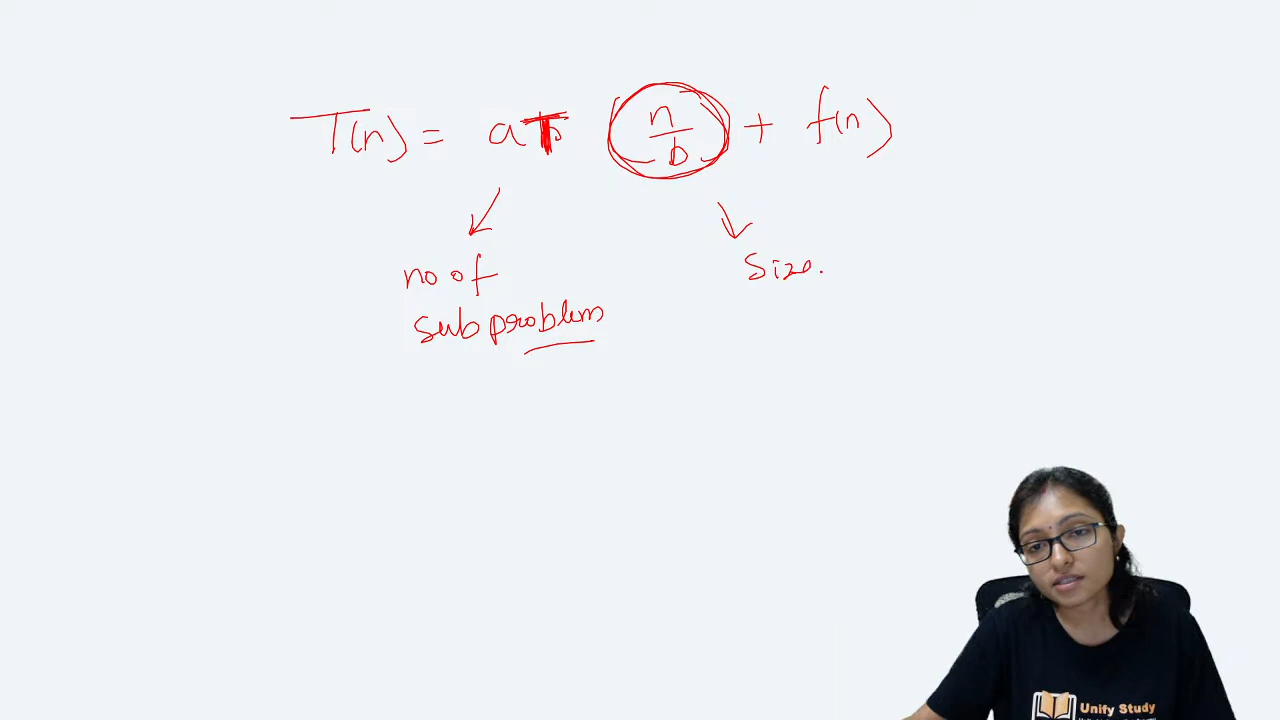 T(n) = aT (n/b) + f(n)
no of
subproblem
Size.
Unify Study